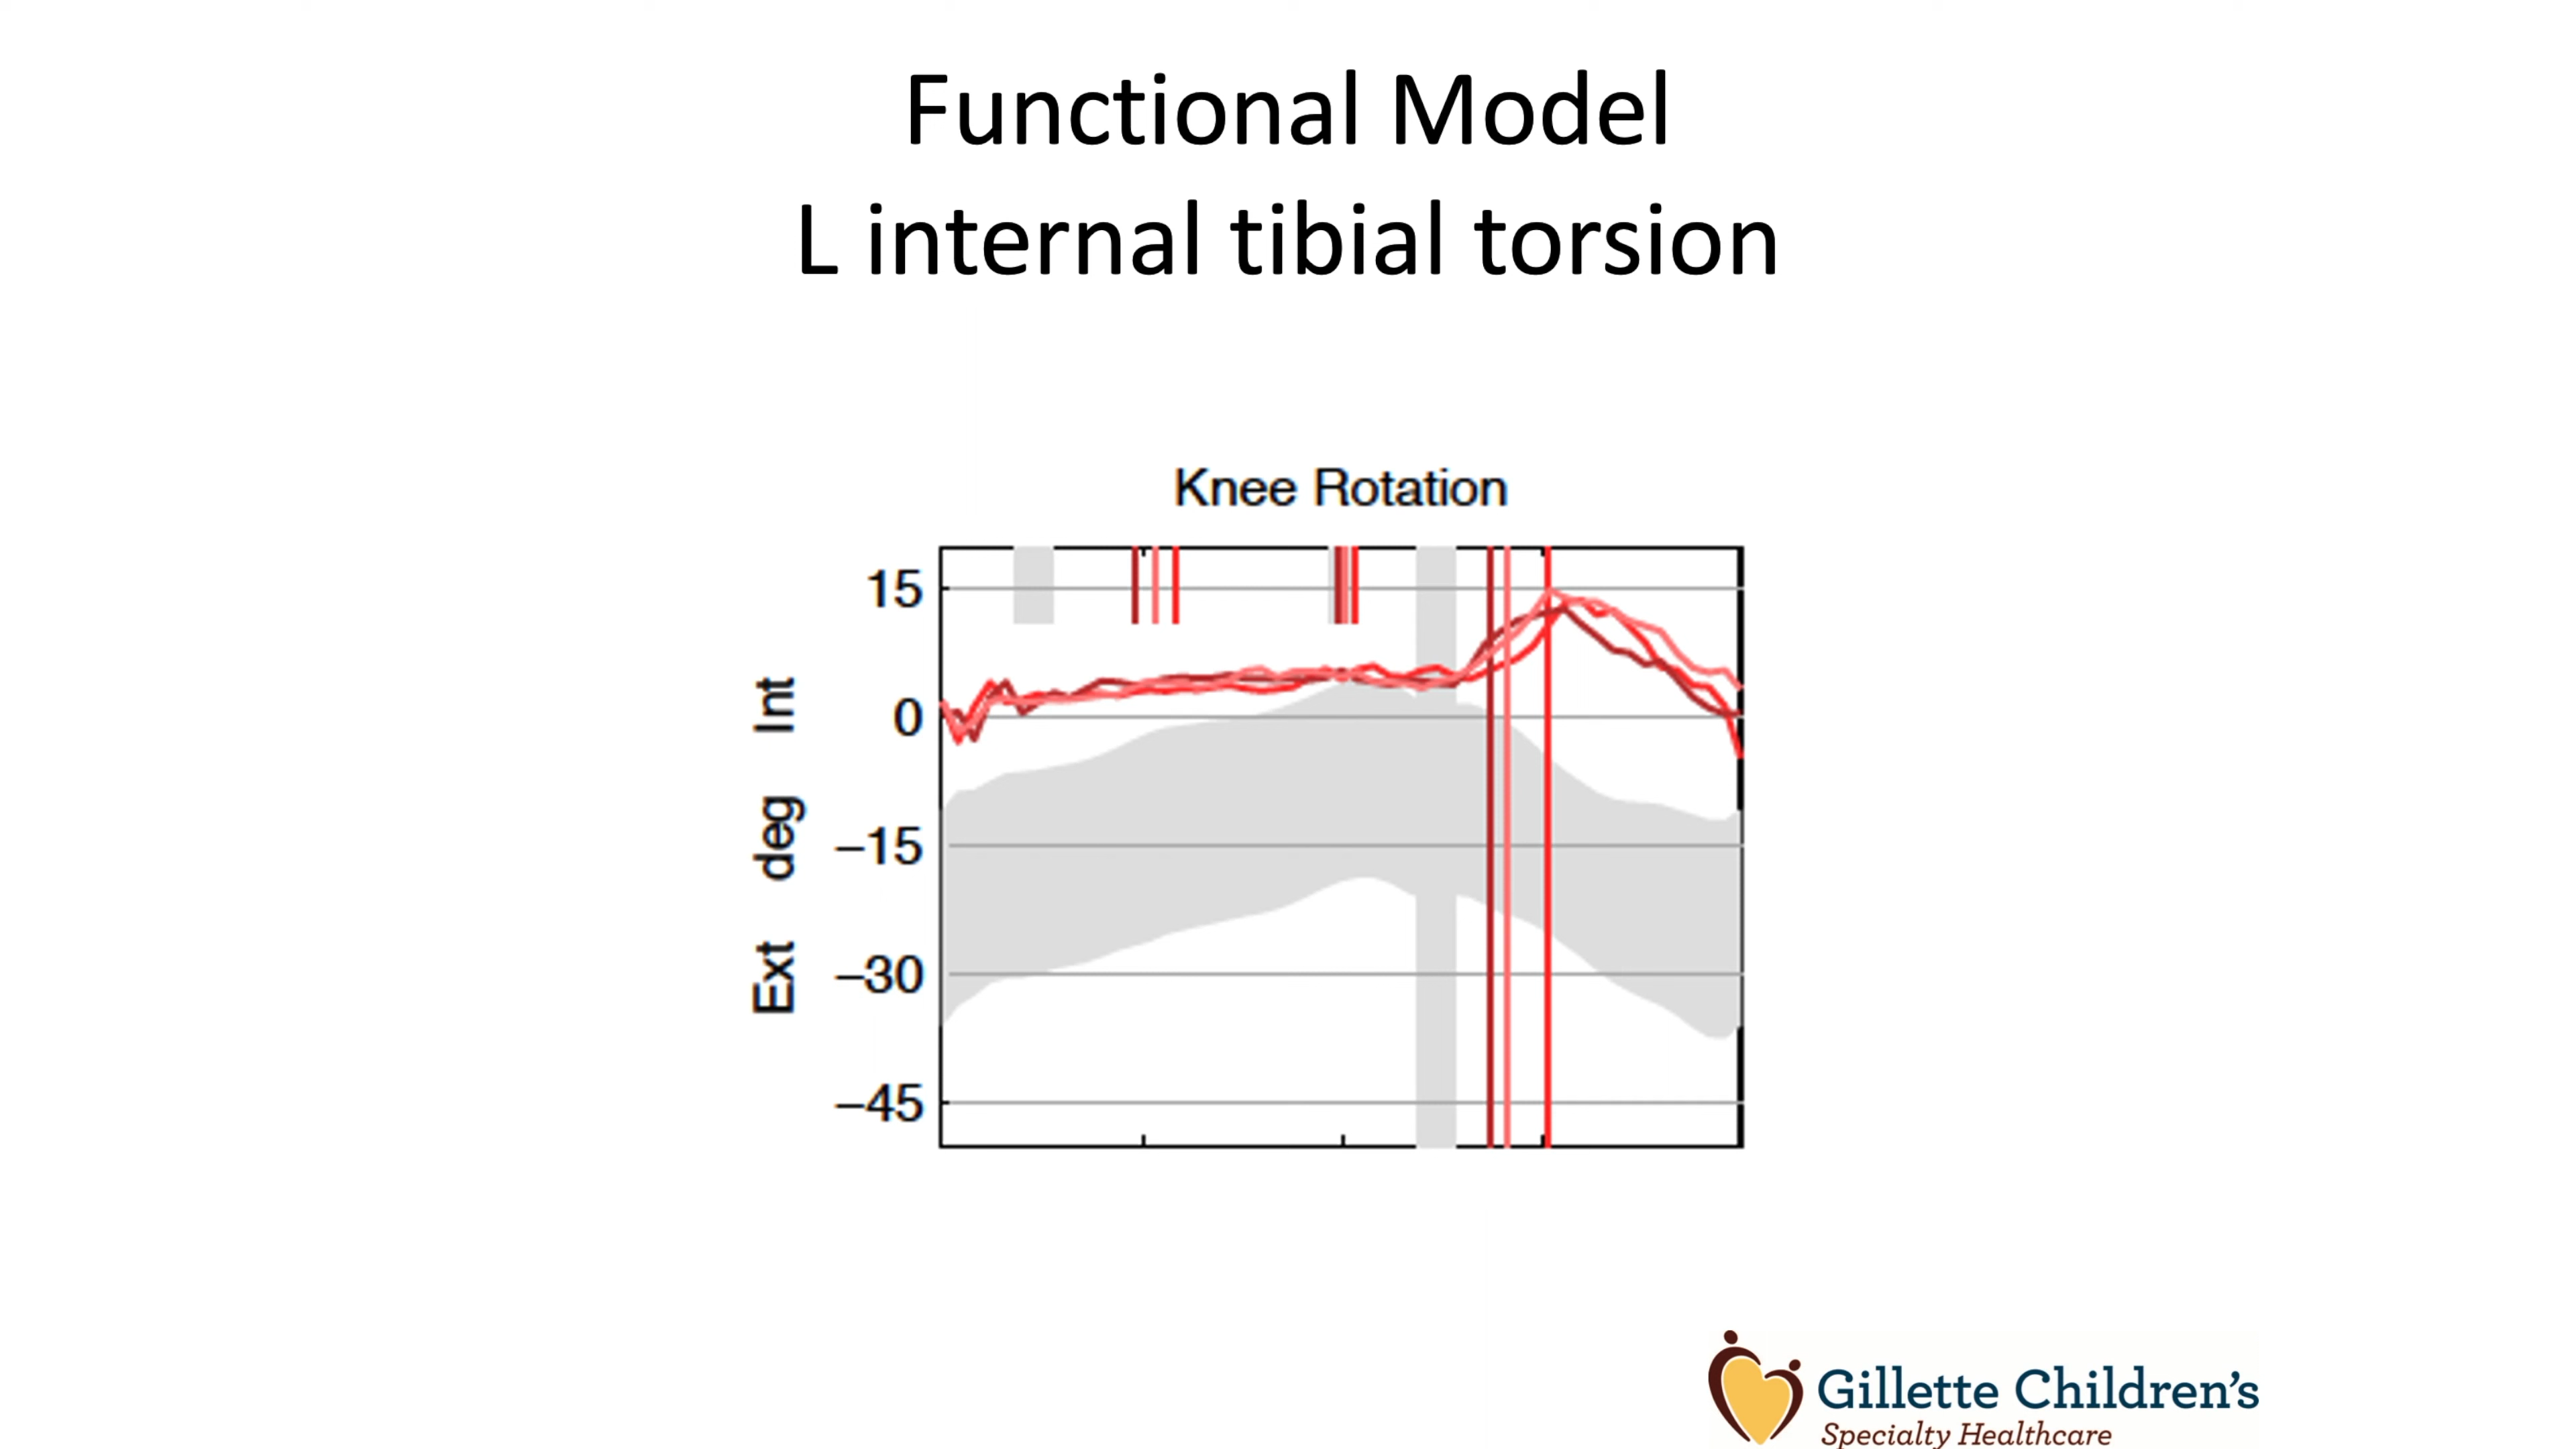 Functional Model
L internal tibial torsion
Knee Rotation
15
0
–15
–30
–45
Ext deg Int
Gillette Children's
Specialty Healthcare